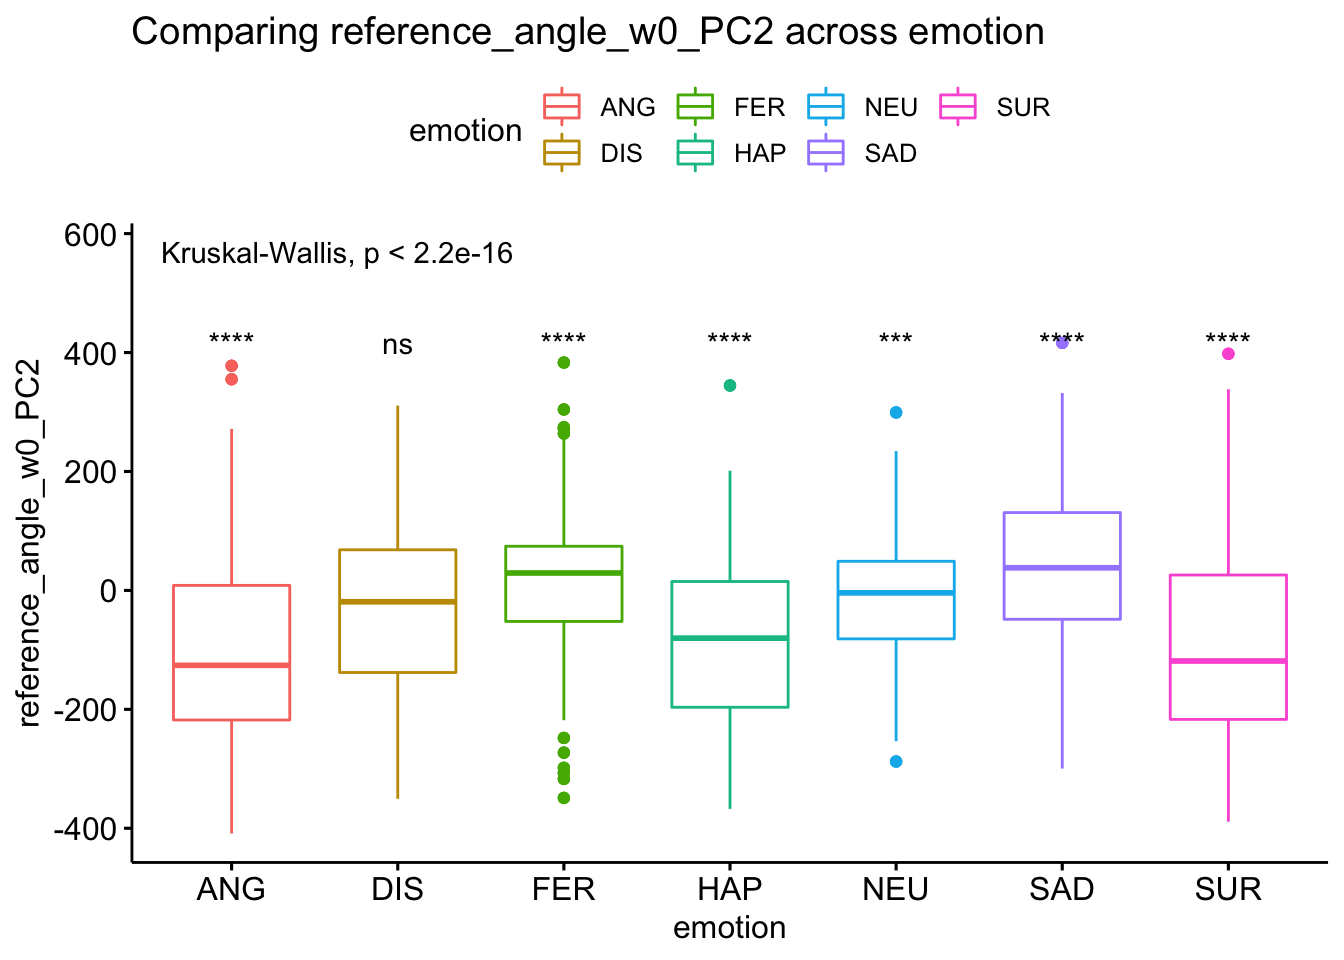 Comparing reference_angle_w0_PC2 across emotion
emotion
ANG FER NEU SUR
DIS HAP SAD
Kruskal-Wallis, p < 2.2e-16
**** ns **** **** *** **** ****
600
400
200
0
-200
-400
reference_angle_w0_PC2
ANG DIS FER HAP NEU SAD SUR
emotion